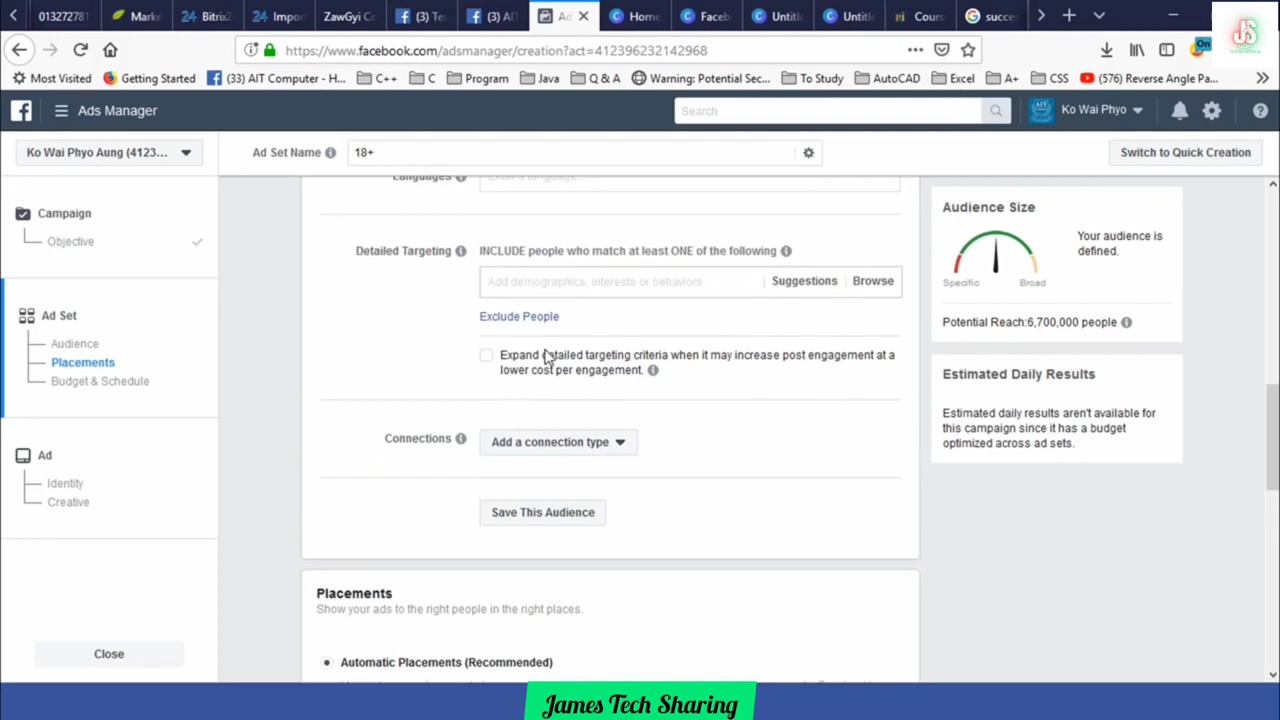 013272781
Marke
Bitrix2
Impor
ZawGyi Co
(3) Te
(3) AI
Ad
Home
Faceb
Untitl
Untitl
Cours
succe
https://www.facebook.com/adsmanager/creation?act=412396232142968
On
JS
Most Visited
Getting Started
(33) AIT Computer - H...
C++
C
Program
Java
Q & A
Warning: Potential Sec...
To Study
AutoCAD
Excel
A+
CSS
(576) Reverse Angle Pa...
Ads Manager
Search
Ko Wai Phyo
Ko Wai Phyo Aung (4123...
Ad Set Name
18+
Switch to Quick Creation
Campaign
Objective
Ad Set
Audience
Placements
Budget & Schedule
Ad
Identity
Creative
Close
Languages
Enter a language...
Detailed Targeting
INCLUDE people who match at least ONE of the following
Add demographics, interests or behaviors
Suggestions
Browse
Exclude People
Expand detailed targeting criteria when it may increase post engagement at a
lower cost per engagement.
Connections
Add a connection type
Save This Audience
Placements
Show your ads to the right people in the right places.
Automatic Placements (Recommended)
Audience Size
Your audience is
defined.
Specific
Broad
Potential Reach:6,700,000 people
Estimated Daily Results
Estimated daily results aren't available for
this campaign since it has a budget
optimized across ad sets.
James Tech Sharing